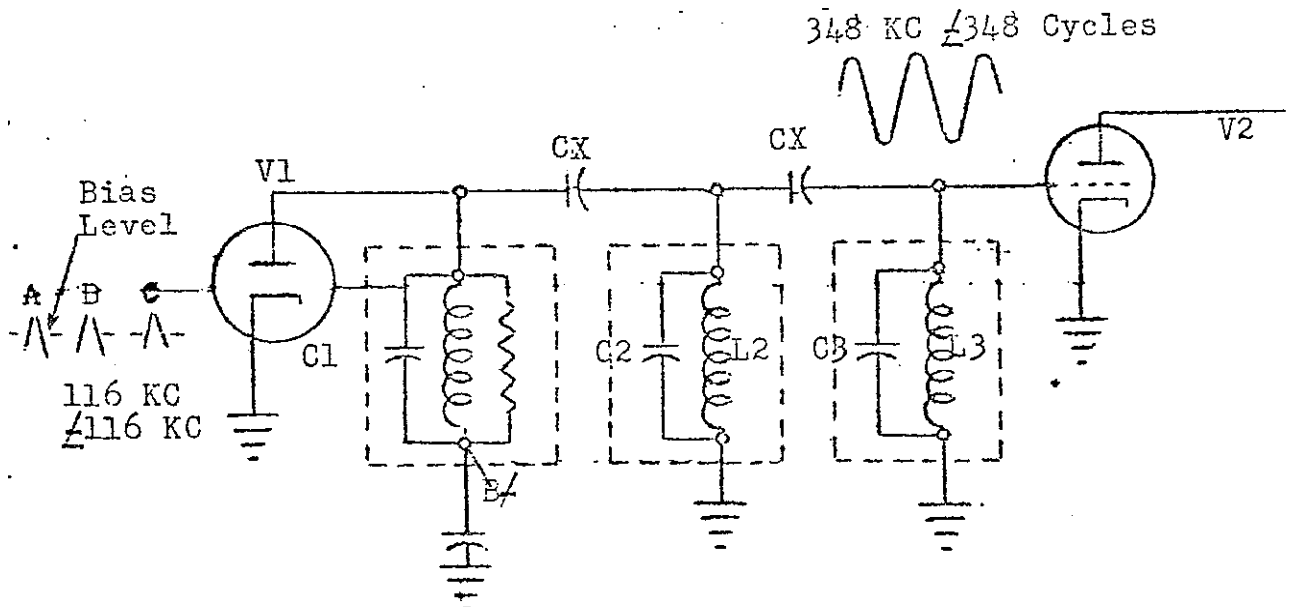 348 KC ±348 Cycles
CX
CX
V2
V1
Bias
Level
A B C
C1
C2
L2
C3
L3
116 KC
±116 KC
B+